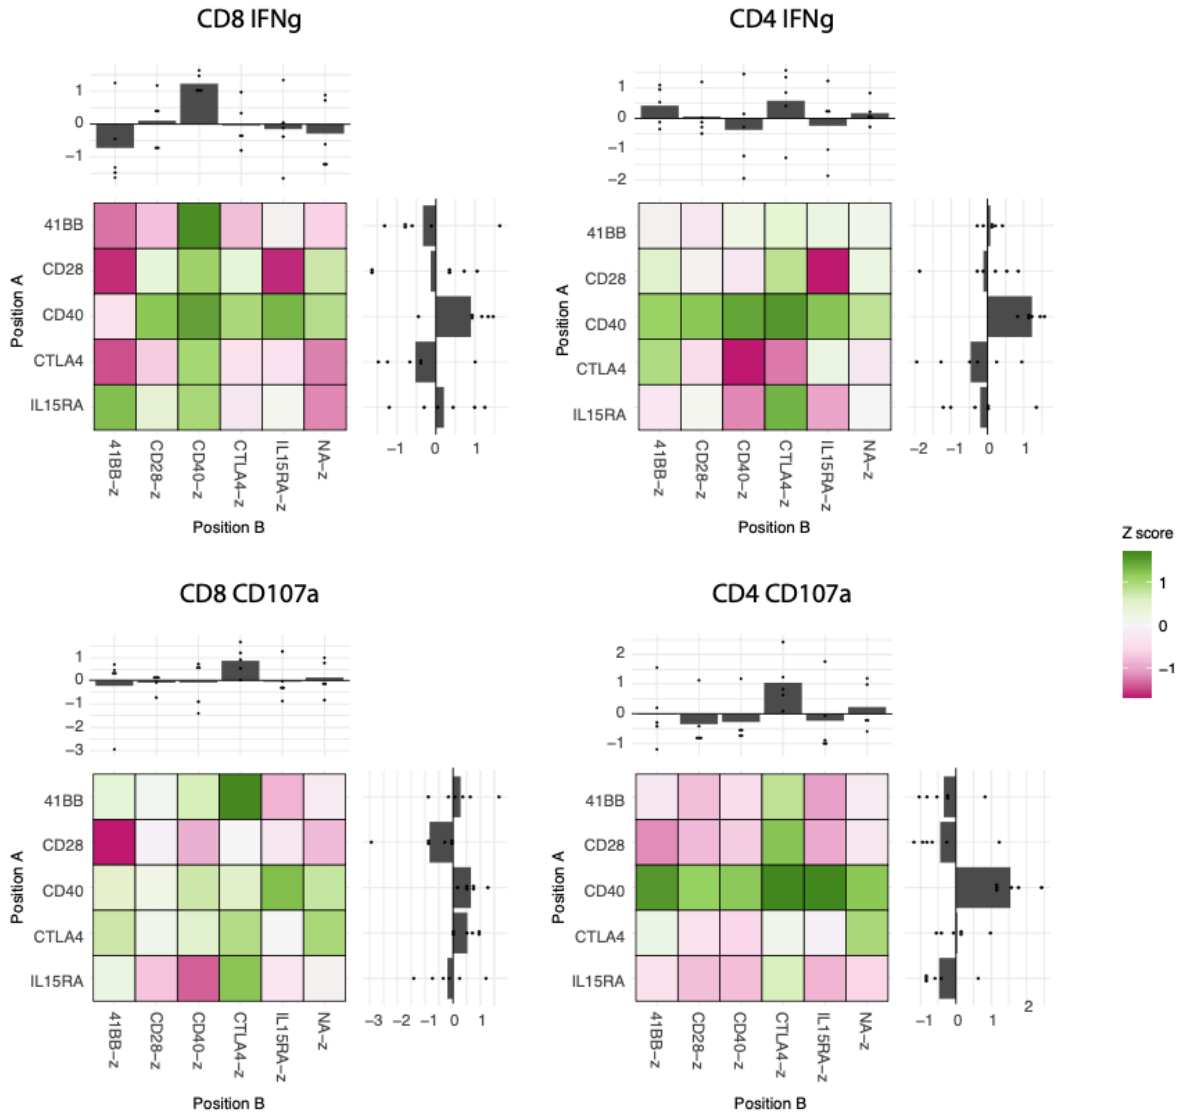 CD8 IFNg
1
0
−1
41BB
CD28
CD40
CTLA4
IL15RA
Position A
41BB−z
CD28−z
CD40−z
CTLA4−z
IL15RA−z
NA−z
Position B
−1 0 1
CD4 IFNg
1
0
−1
−2
41BB
CD28
CD40
CTLA4
IL15RA
Position A
41BB−z
CD28−z
CD40−z
CTLA4−z
IL15RA−z
NA−z
Position B
−2 −1 0 1
Z score
1
0
−1
CD8 CD107a
1
0
−1
−2
−3
41BB
CD28
CD40
CTLA4
IL15RA
Position A
41BB−z
CD28−z
CD40−z
CTLA4−z
IL15RA−z
NA−z
Position B
−3 −2 −1 0 1
CD4 CD107a
2
1
0
−1
41BB
CD28
CD40
CTLA4
IL15RA
Position A
41BB−z
CD28−z
CD40−z
CTLA4−z
IL15RA−z
NA−z
Position B
−1 0 1 2